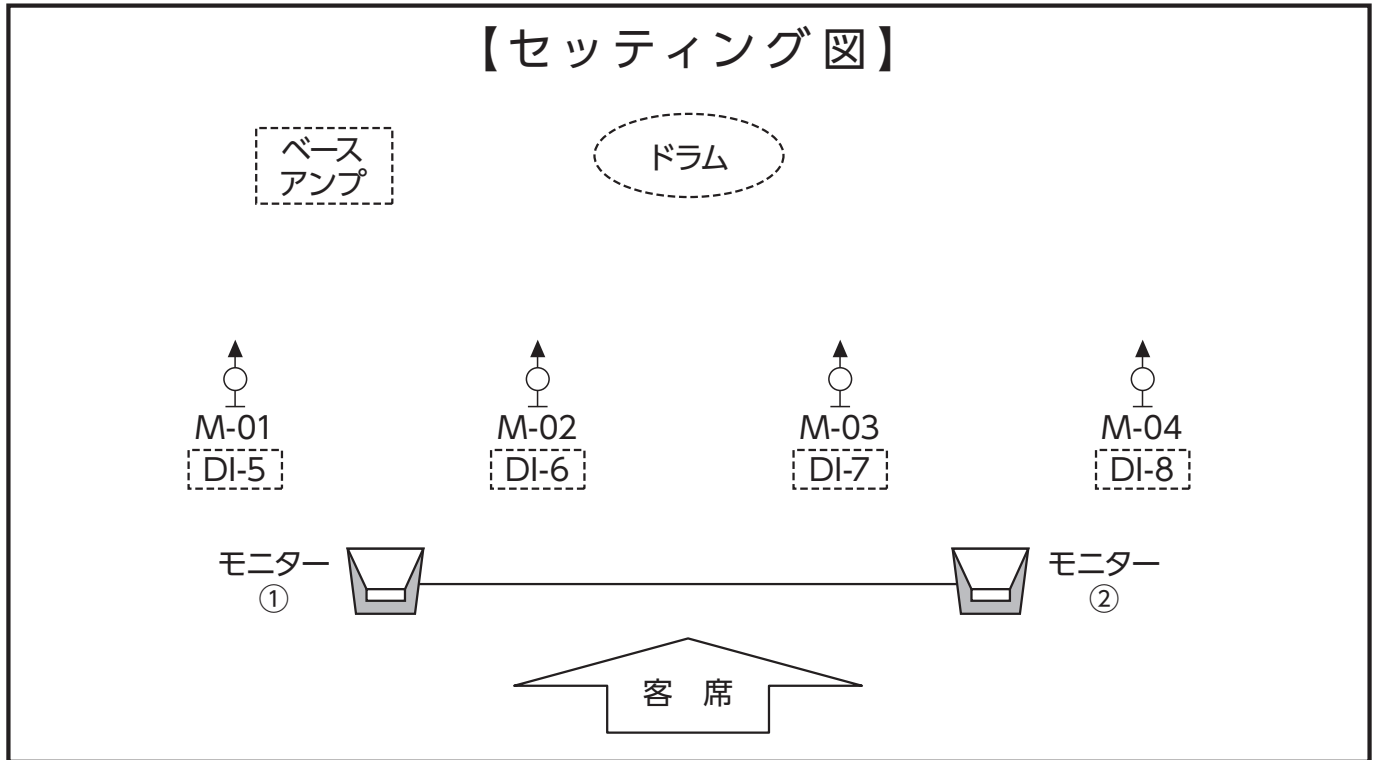 【セッティング図】
ベース
アンプ
ドラム
M-01
DI-5
M-02
DI-6
M-03
DI-7
M-04
DI-8
モニター
①
モニター
②
客 席